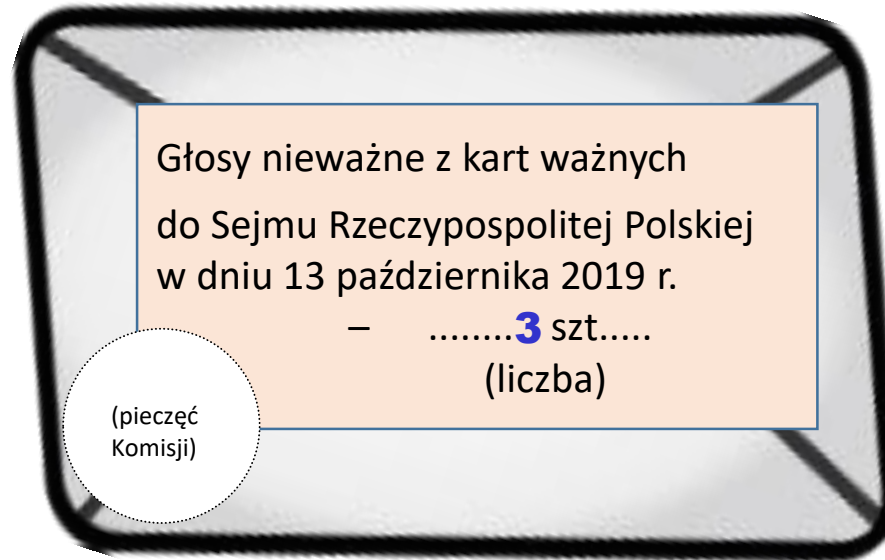 Głosy nieważne z kart ważnych
do Sejmu Rzeczypospolitej Polskiej
w dniu 13 października 2019 r.
– ........3 szt.....
(liczba)
(pieczęć
Komisji)